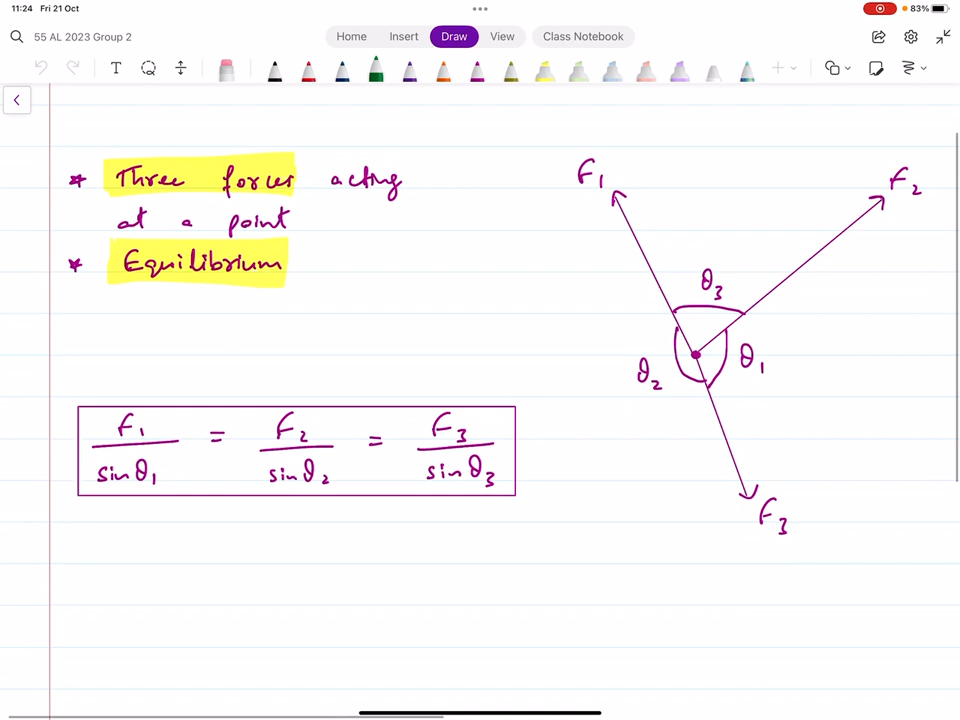 11:24 Fri 21 Oct
83%
55 AL 2023 Group 2
Home Insert Draw View Class Notebook
T
* Three forces acting
at a point
* Equilibrium
F₁
F₂
θ₃
θ₂
θ₁
F₃
F₁/sinθ₁ = F₂/sinθ₂ = F₃/sinθ₃